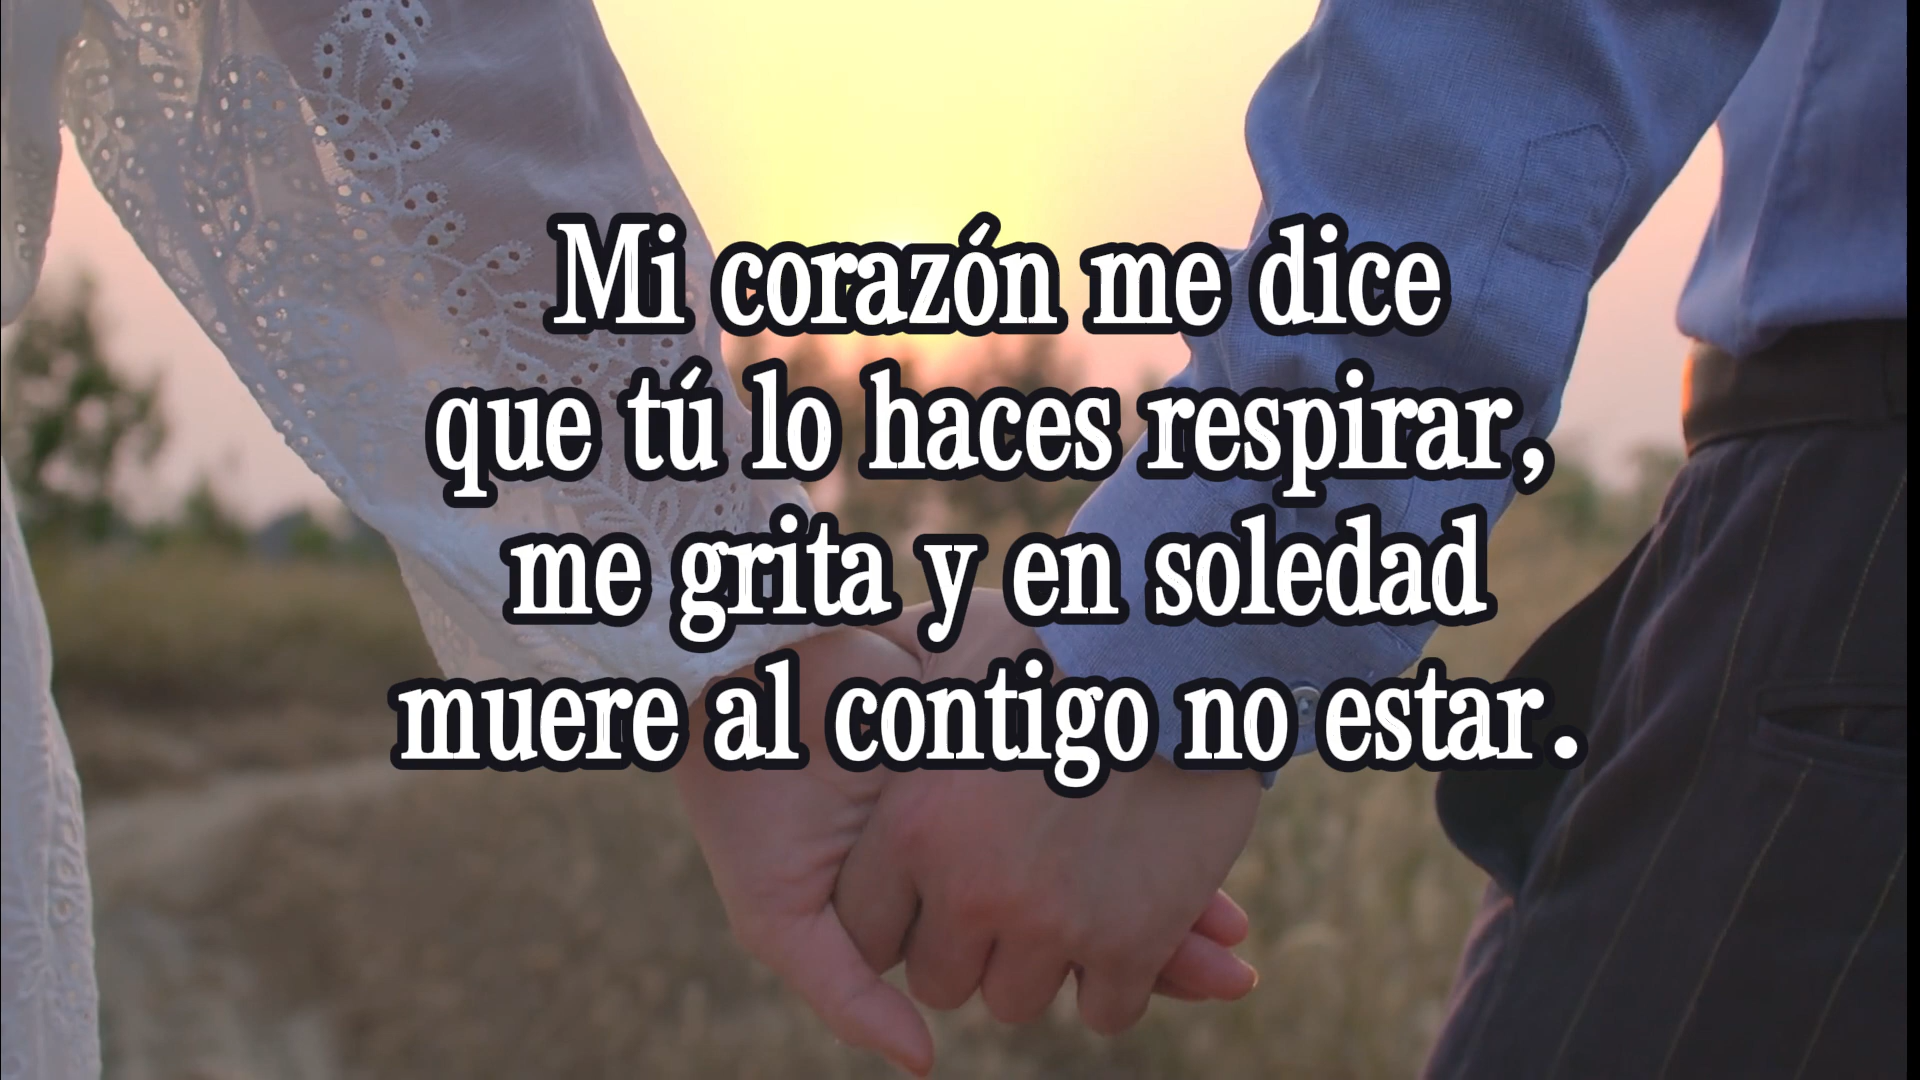 Mi corazón me dice
que tú lo haces respirar,
me grita y en soledad
muere al contigo no estar.